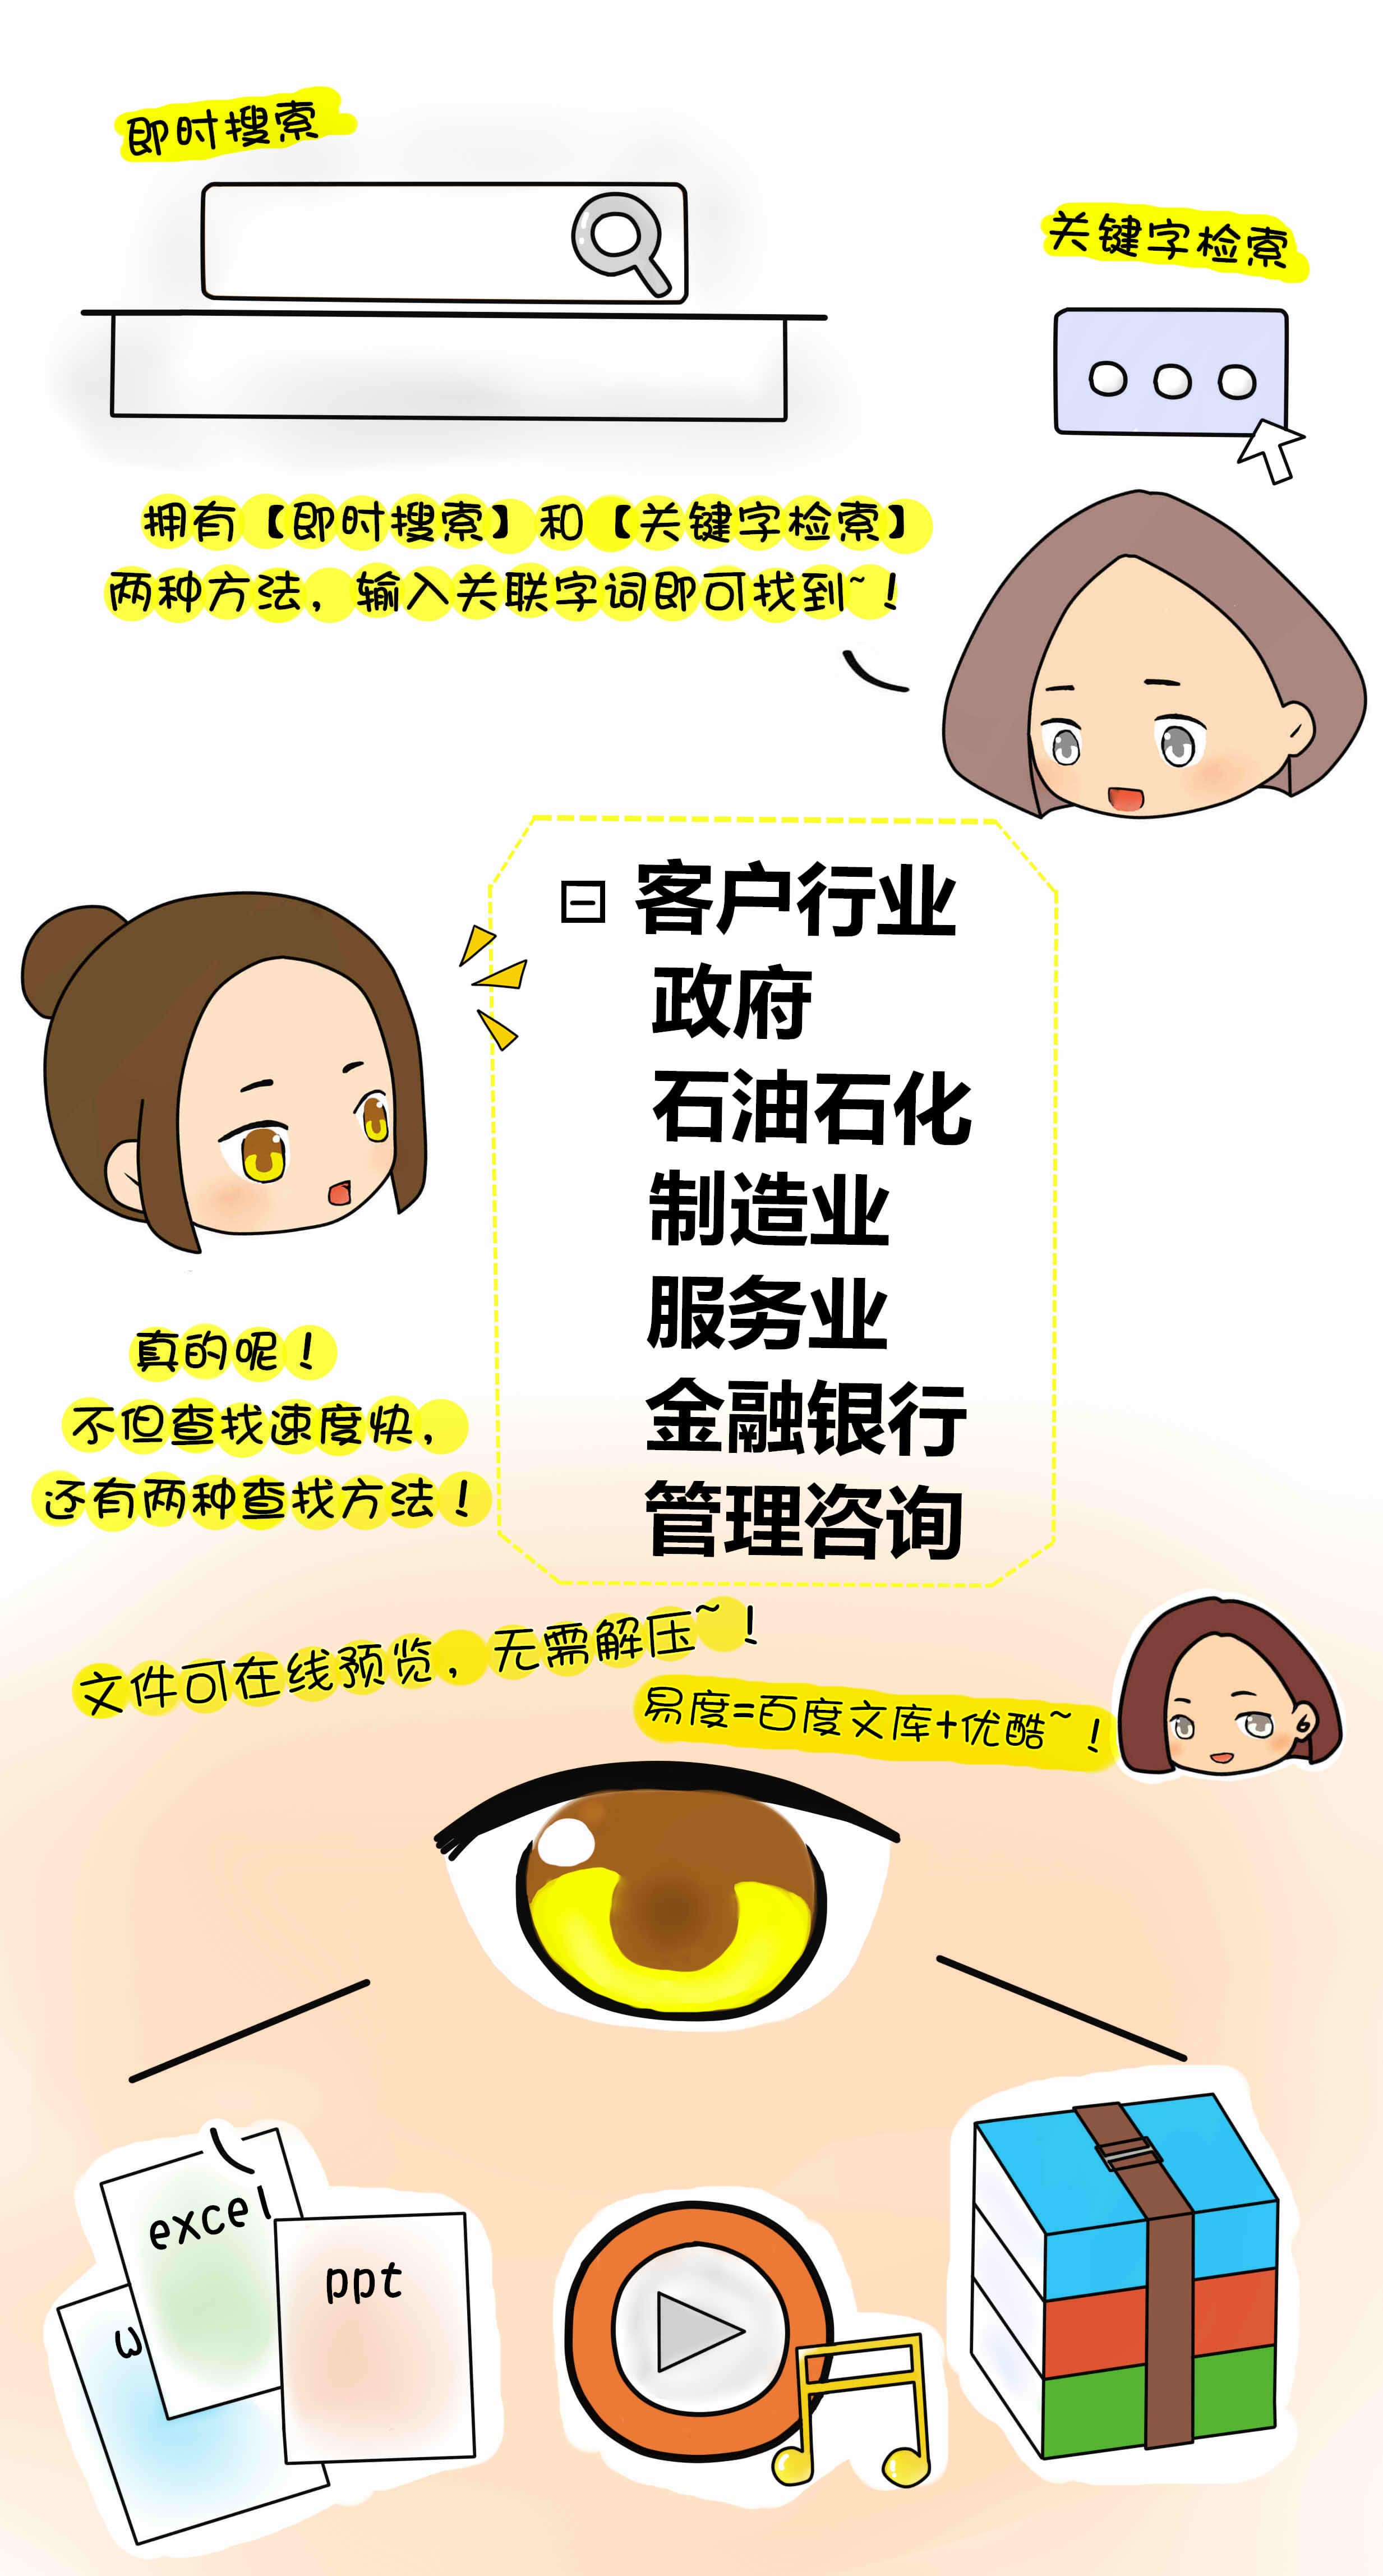 即时搜索
关键字检索
拥有【即时搜索】和【关键字检索】
两种方法，输入关联字词即可找到~！
客户行业
政府
石油石化
制造业
服务业
金融银行
管理咨询
真的呢！
不但查找速度快，
还有两种查找方法！
文件可在线预览，无需解压~！
易度=百度文库+优酷~！
excel
ppt
w